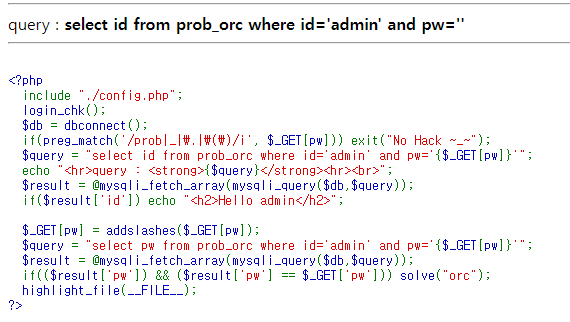 query : select id from prob_orc where id='admin' and pw=''
<?php
include "./config.php";
login_chk();
$db = dbconnect();
if(preg_match('/prob|_|₩.|₩(₩)/i', $_GET[pw])) exit("No Hack ~_~");
$query = "select id from prob_orc where id='admin' and pw='{$_GET[pw]}'";
echo "<hr>query : <strong>{$query}</strong><hr><br>";
$result = @mysqli_fetch_array(mysqli_query($db,$query));
if($result['id']) echo "<h2>Hello admin</h2>";
$_GET[pw] = addslashes($_GET[pw]);
$query = "select pw from prob_orc where id='admin' and pw='{$_GET[pw]}'";
$result = @mysqli_fetch_array(mysqli_query($db,$query));
if(($result['pw']) && ($result['pw'] == $_GET['pw'])) solve("orc");
highlight_file(__FILE__);
?>